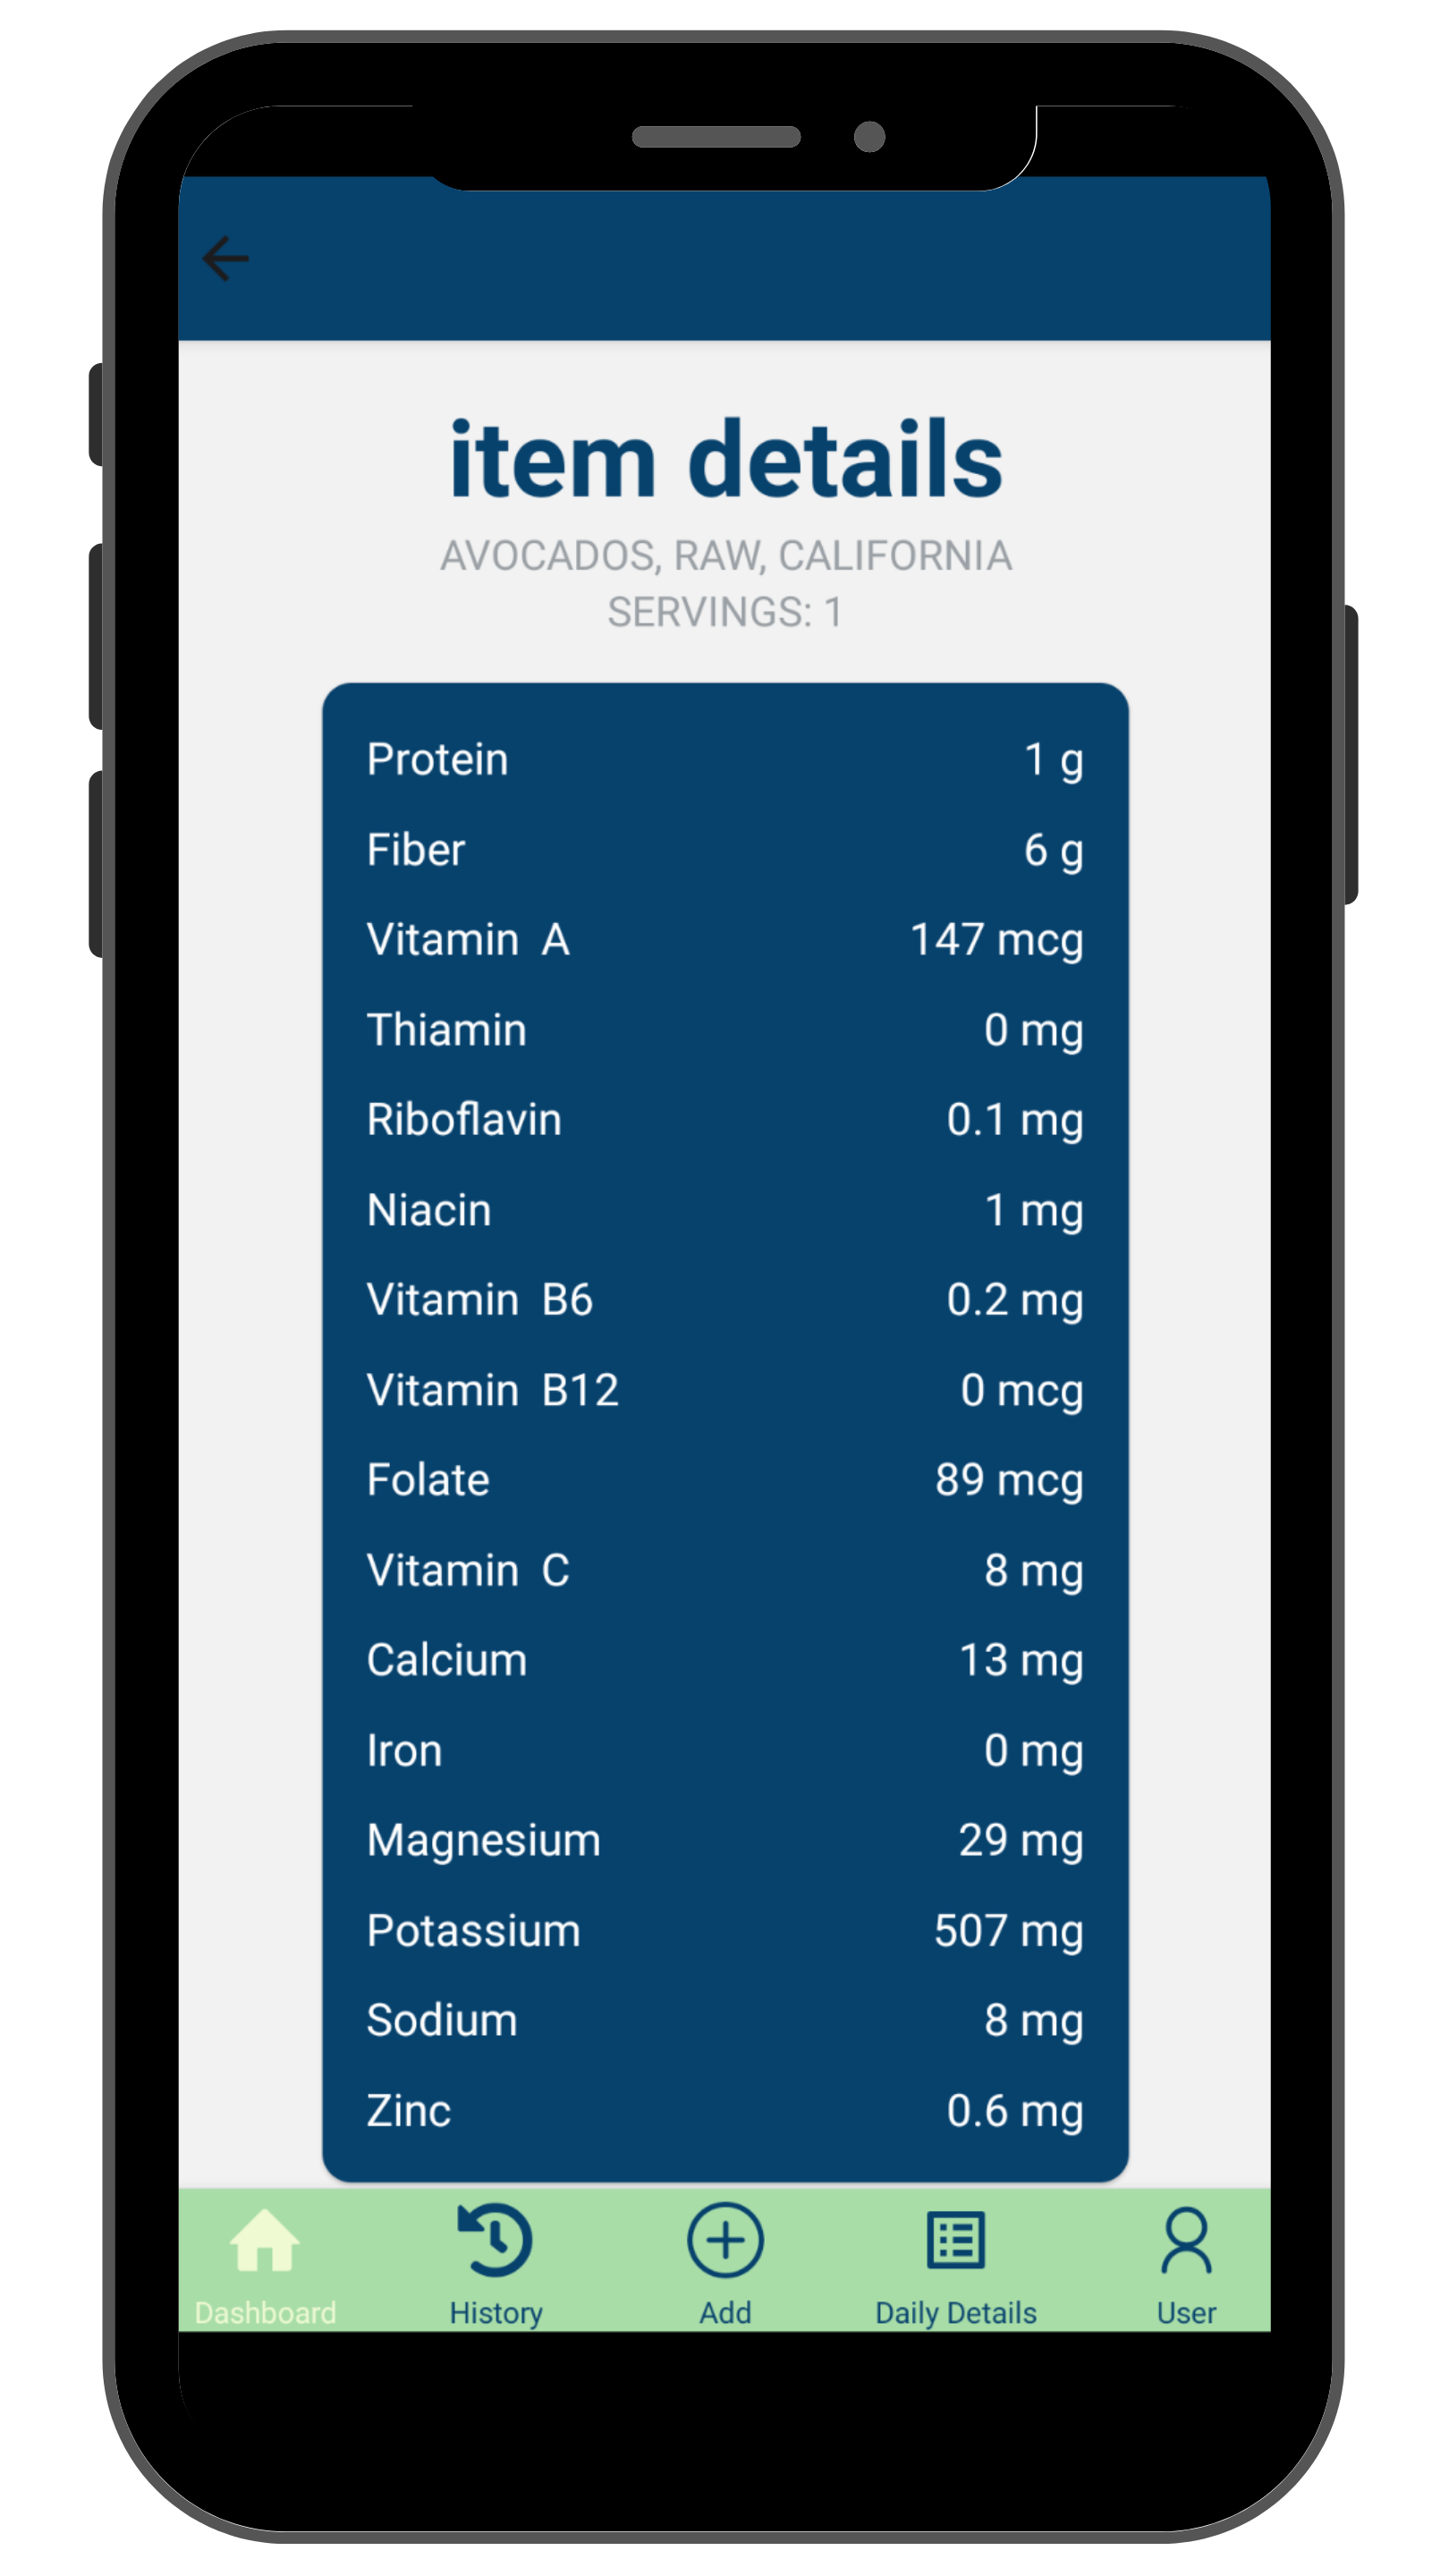 item details
AVOCADOS, RAW, CALIFORNIA
SERVINGS: 1
Protein 1 g
Fiber 6 g
Vitamin A 147 mcg
Thiamin 0 mg
Riboflavin 0.1 mg
Niacin 1 mg
Vitamin B6 0.2 mg
Vitamin B12 0 mcg
Folate 89 mcg
Vitamin C 8 mg
Calcium 13 mg
Iron 0 mg
Magnesium 29 mg
Potassium 507 mg
Sodium 8 mg
Zinc 0.6 mg
Dashboard History Add Daily Details User